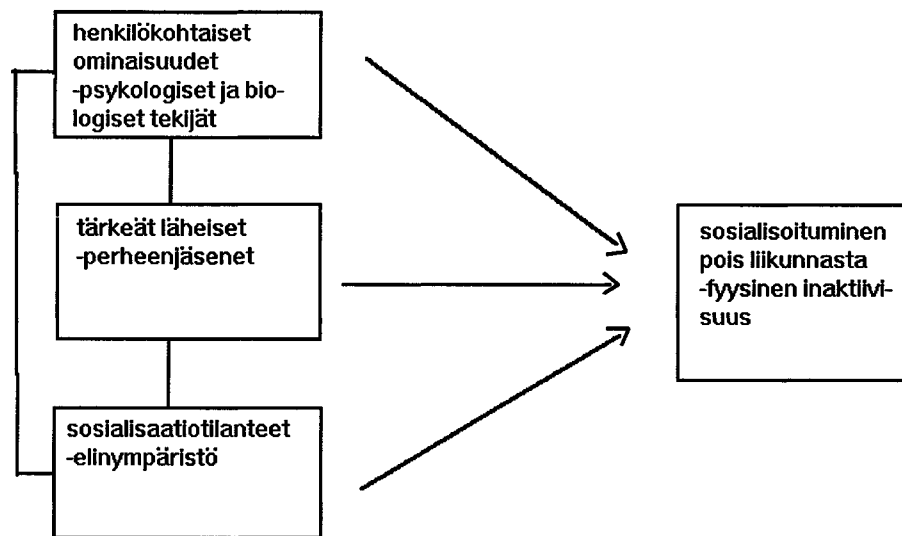 henkilökohtaiset
ominaisuudet
-psykologiset ja bio-
logiset tekijät
tärkeät läheiset
-perheenjäsenet
sosialisaatiotilanteet
-elinympäristö
sosialisoituminen
pois liikunnasta
-fyysinen inaktiivi-
suus